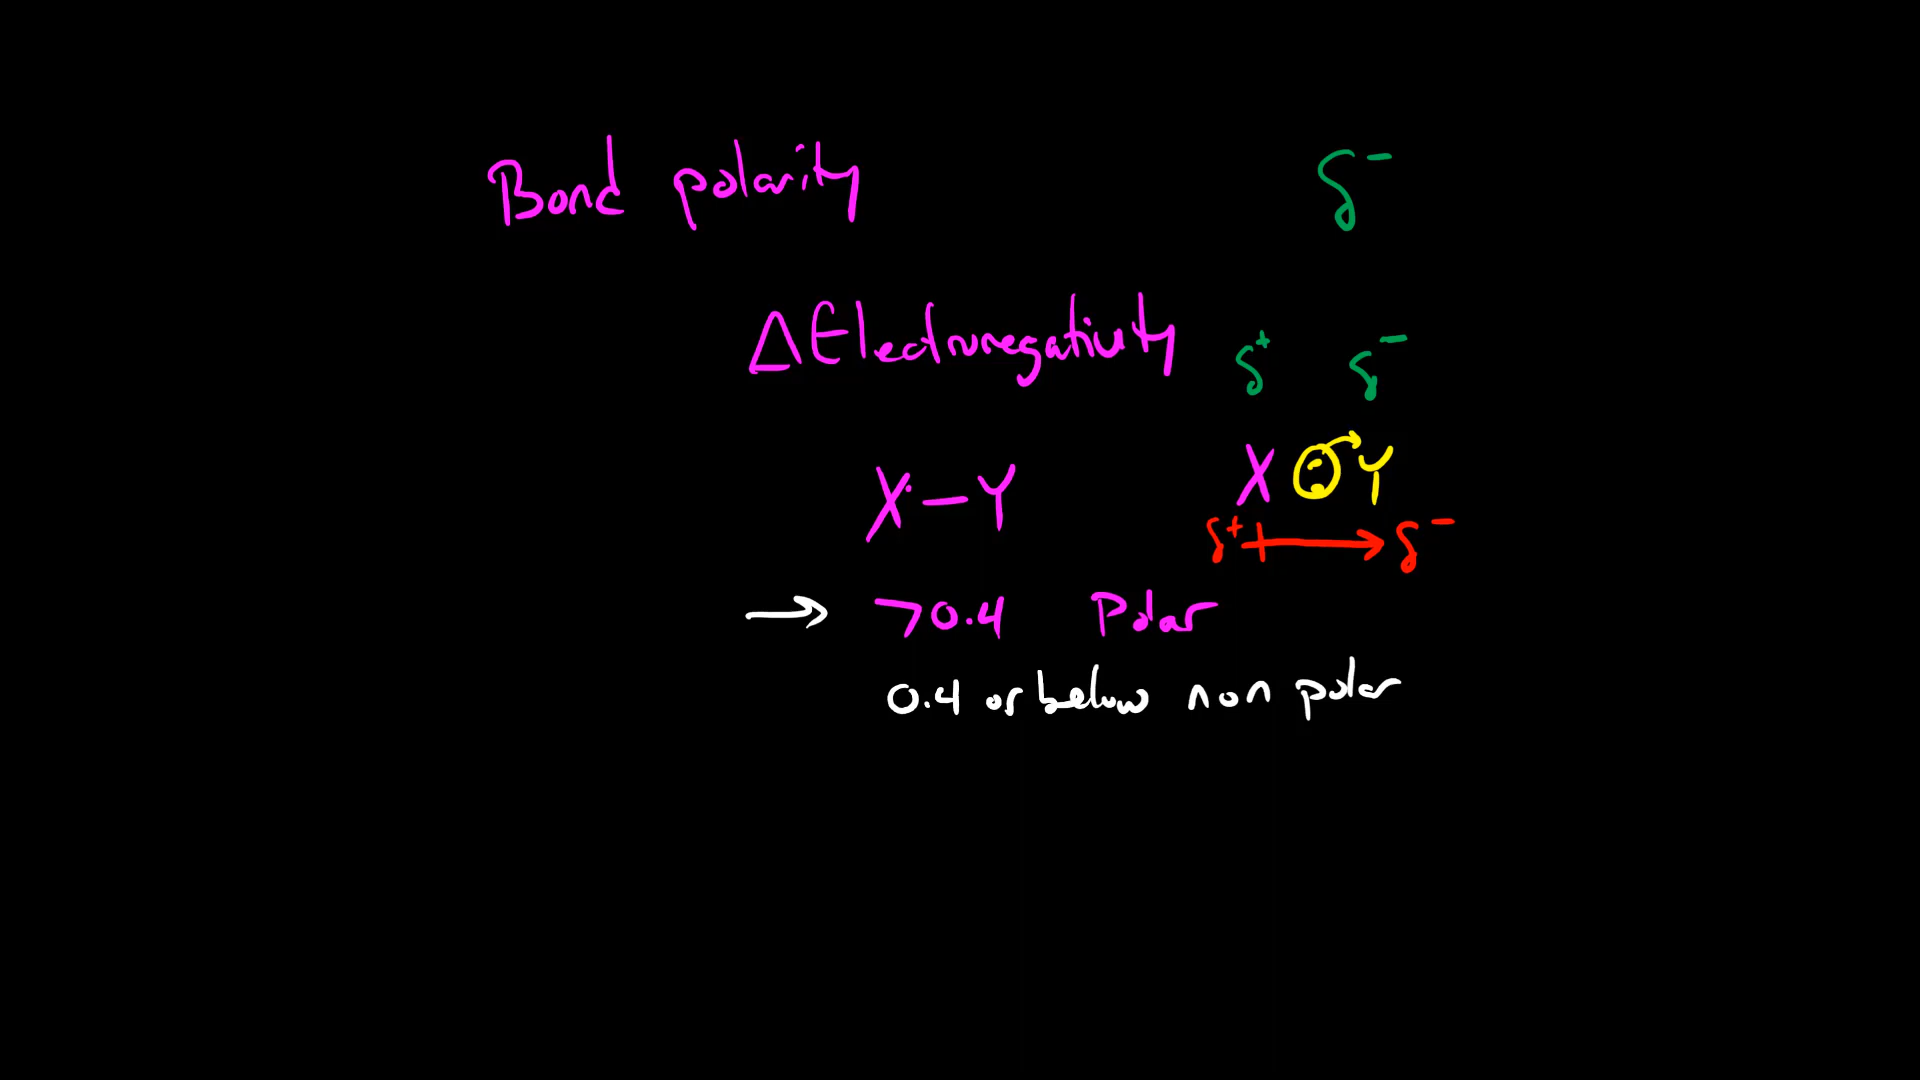 Bond polarity
δ⁻
ΔElectronegativity
δ⁺ δ⁻
X–Y
X : Y
δ⁺ δ⁻
→ >0.4 Polar
0.4 or below non polar